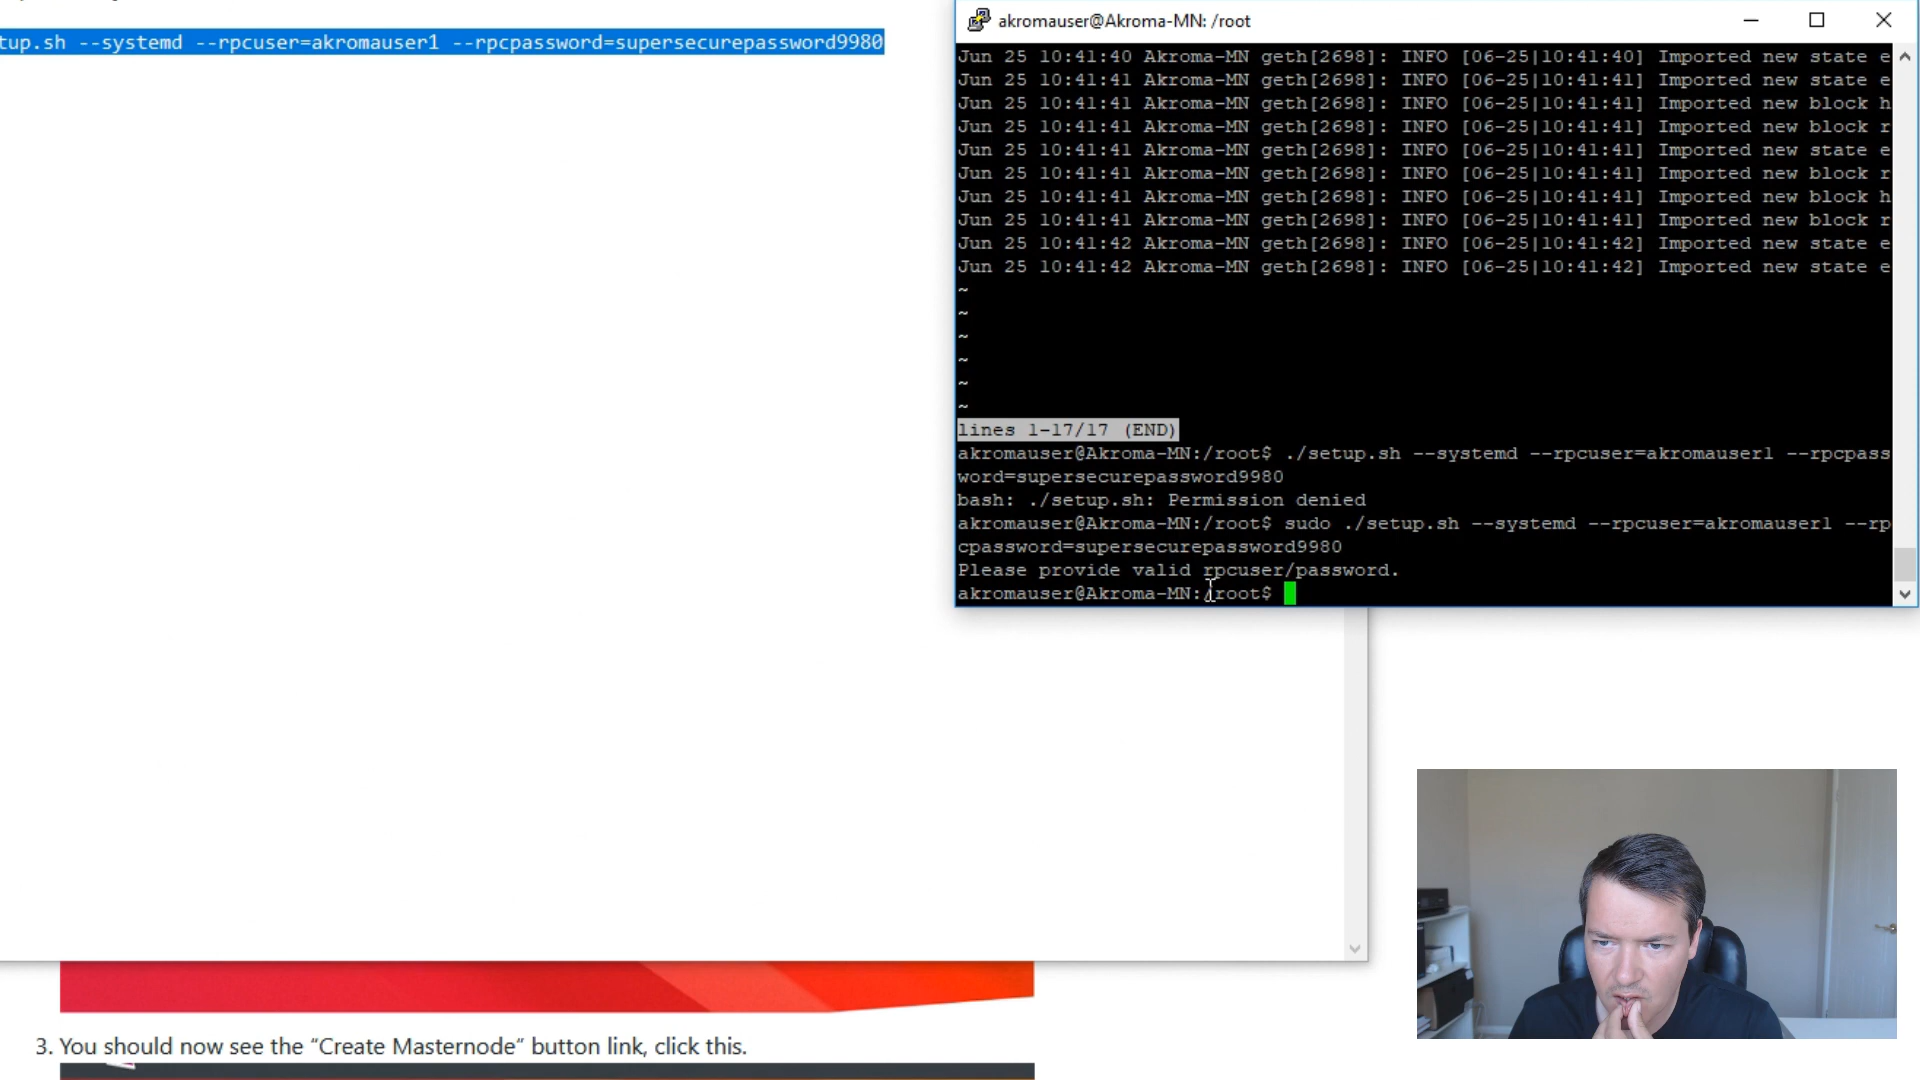 tup.sh --systemd --rpcuser=akromauser1 --rpcpassword=supersecurepassword9980
akromauser@Akroma-MN: /root
Jun 25 10:41:40 Akroma-MN geth[2698]: INFO [06-25|10:41:40] Imported new state e
Jun 25 10:41:41 Akroma-MN geth[2698]: INFO [06-25|10:41:41] Imported new state e
Jun 25 10:41:41 Akroma-MN geth[2698]: INFO [06-25|10:41:41] Imported new block h
Jun 25 10:41:41 Akroma-MN geth[2698]: INFO [06-25|10:41:41] Imported new block r
Jun 25 10:41:41 Akroma-MN geth[2698]: INFO [06-25|10:41:41] Imported new state e
Jun 25 10:41:41 Akroma-MN geth[2698]: INFO [06-25|10:41:41] Imported new block r
Jun 25 10:41:41 Akroma-MN geth[2698]: INFO [06-25|10:41:41] Imported new block h
Jun 25 10:41:41 Akroma-MN geth[2698]: INFO [06-25|10:41:41] Imported new block r
Jun 25 10:41:42 Akroma-MN geth[2698]: INFO [06-25|10:41:42] Imported new state e
Jun 25 10:41:42 Akroma-MN geth[2698]: INFO [06-25|10:41:42] Imported new state e
~
~
~
~
~
~
lines 1-17/17 (END)
akromauser@Akroma-MN:/root$ ./setup.sh --systemd --rpcuser=akromauser1 --rpcpass
word=supersecurepassword9980
bash: ./setup.sh: Permission denied
akromauser@Akroma-MN:/root$ sudo ./setup.sh --systemd --rpcuser=akromauser1 --rp
cpassword=supersecurepassword9980
Please provide valid rpcuser/password.
akromauser@Akroma-MN:/root$
3. You should now see the “Create Masternode” button link, click this.